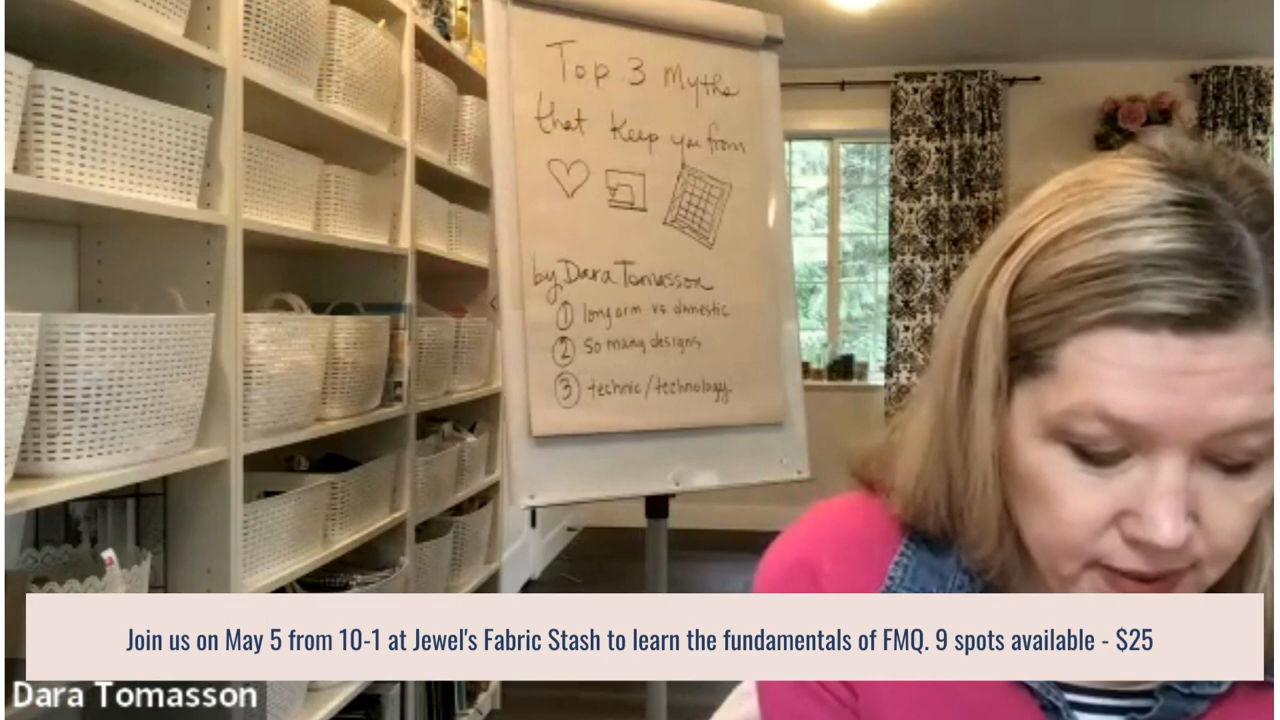 Top 3 Myths
that keep you from
by Dara Tomasson
1 longarm vs. domestic
2 so many designs
3 technic/technology
Join us on May 5 from 10-1 at Jewel's Fabric Stash to learn the fundamentals of FMQ. 9 spots available - $25
Dara Tomasson